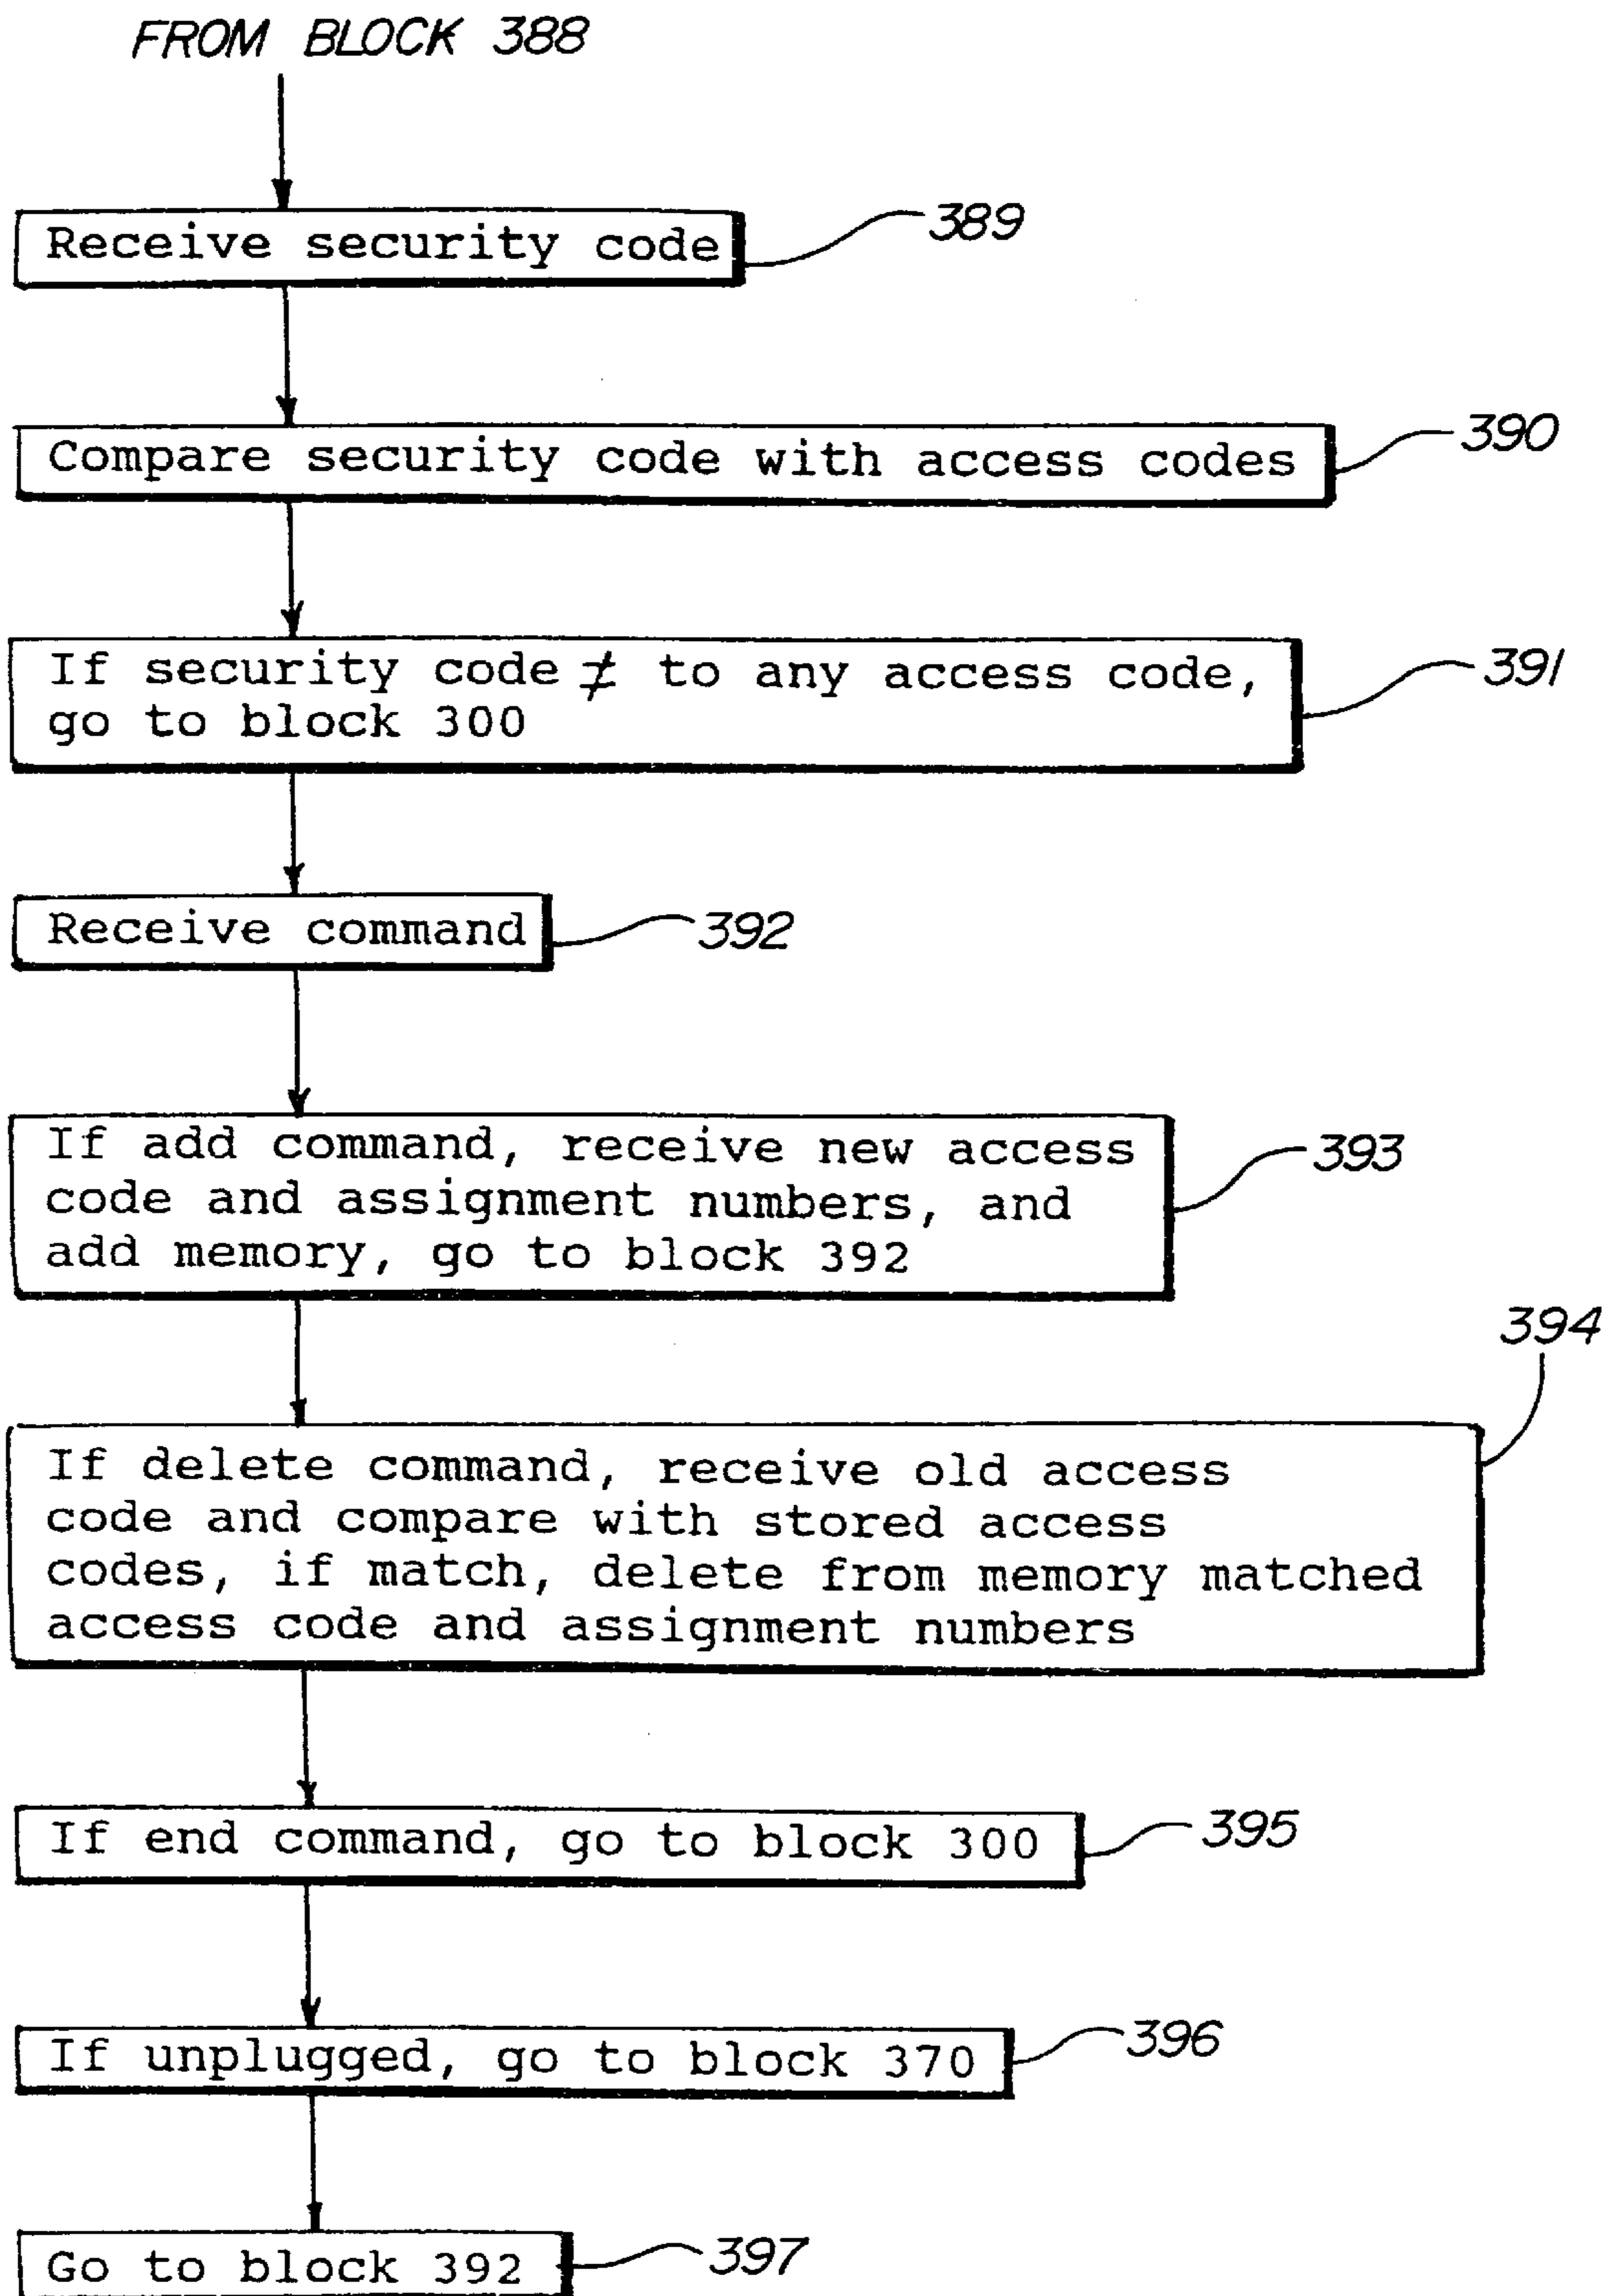 FROM BLOCK 388
Receive security code
389
Compare security code with access codes
390
If security code ≠ to any access code,
go to block 300
391
Receive command
392
If add command, receive new access
code and assignment numbers, and
add memory, go to block 392
393
394
If delete command, receive old access
code and compare with stored access
codes, if match, delete from memory matched
access code and assignment numbers
If end command, go to block 300
395
If unplugged, go to block 370
396
Go to block 392
397